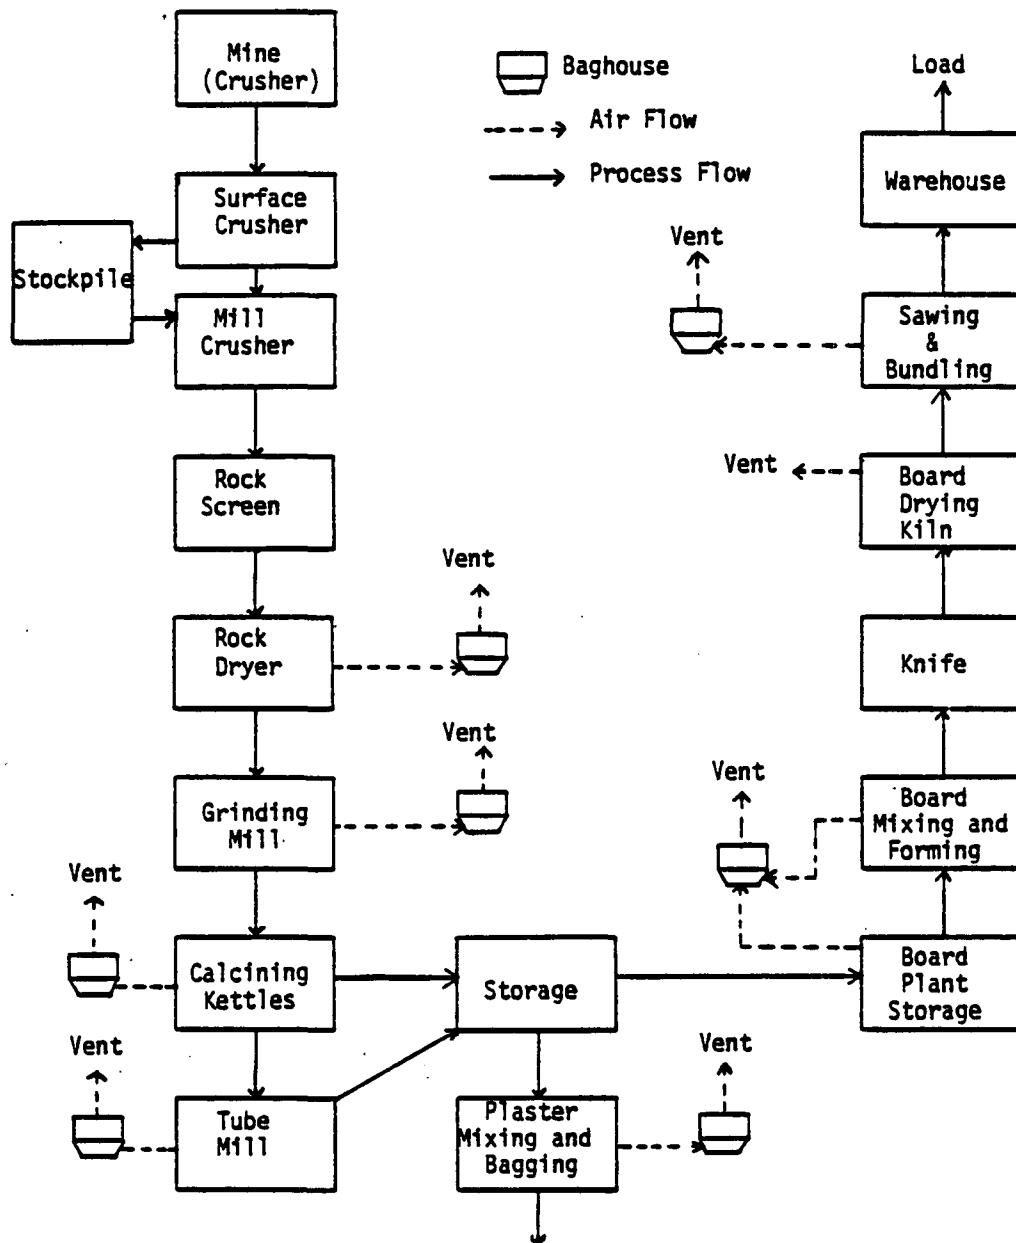 Mine
(Crusher)
Surface
Crusher
Stockpile
Mill
Crusher
Rock
Screen
Rock
Dryer
Vent
Grinding
Mill
Vent
Calcining
Kettles
Vent
Tube
Mill
Vent
Storage
Plaster
Mixing and
Bagging
Vent
Baghouse
Air Flow
Process Flow
Load
Warehouse
Sawing
&
Bundling
Vent
Board
Drying
Kiln
Vent
Knife
Board
Mixing and
Forming
Vent
Board
Plant
Storage